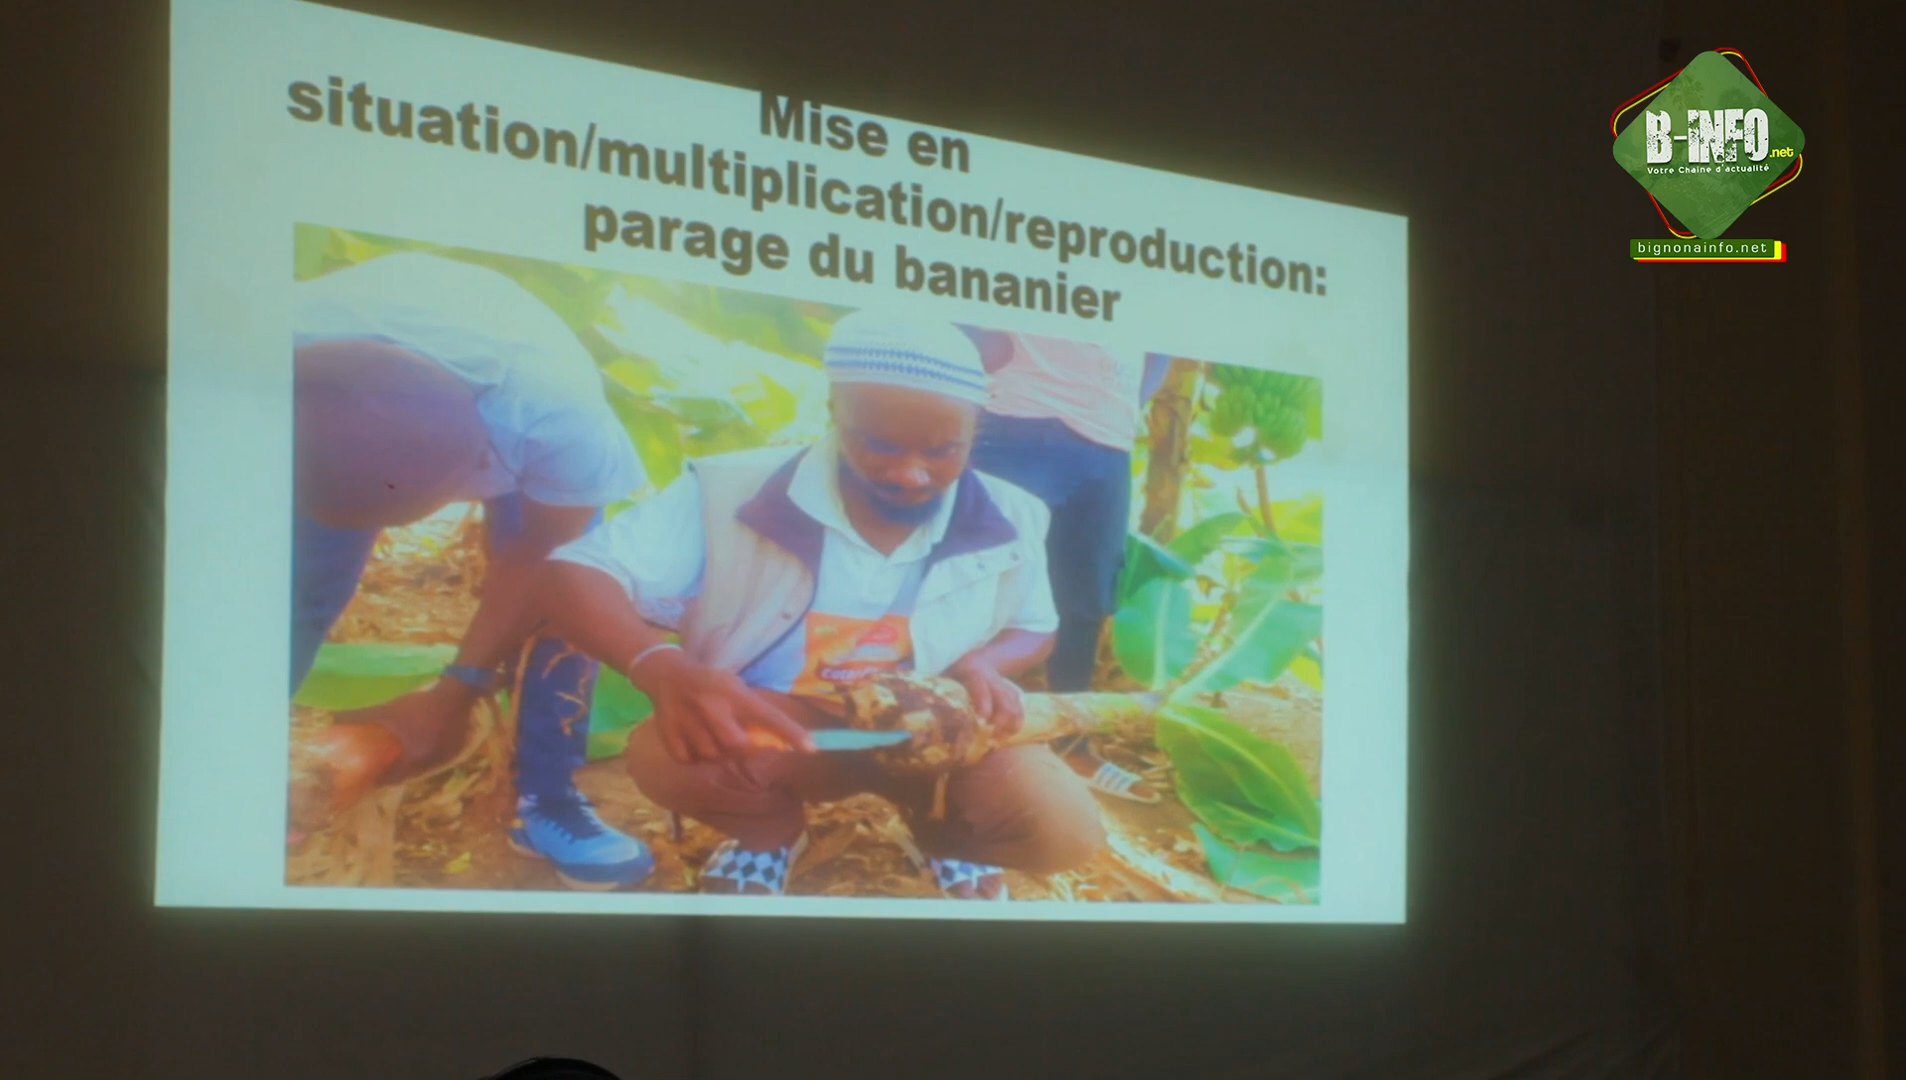 Mise en
situation/multiplication/reproduction:
parage du bananier
B-INFO.net
Votre Chaine d'actualité
bignonainfo.net